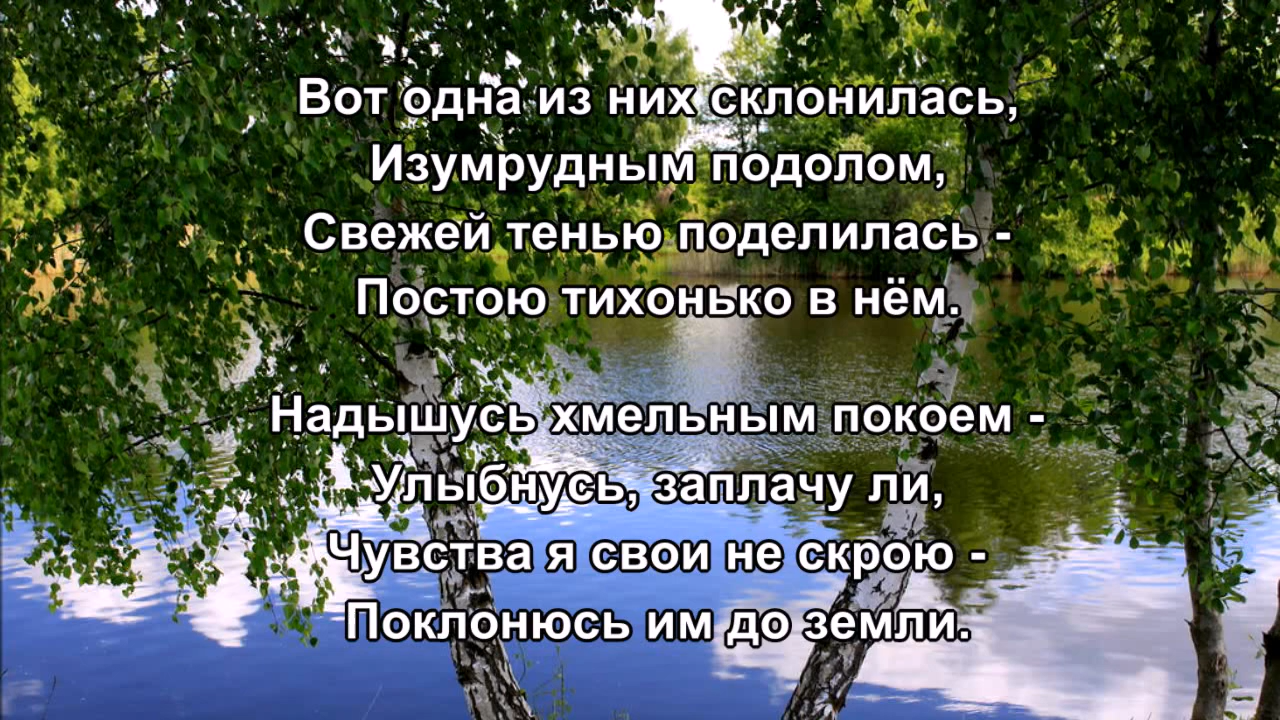 Вот одна из них склонилась,
Изумрудным подолом,
Свежей тенью поделилась -
Постою тихонько в нём.
Надышусь хмельным покоем -
Улыбнусь, заплачу ли,
Чувства я свои не скрою -
Поклонюсь им до земли.